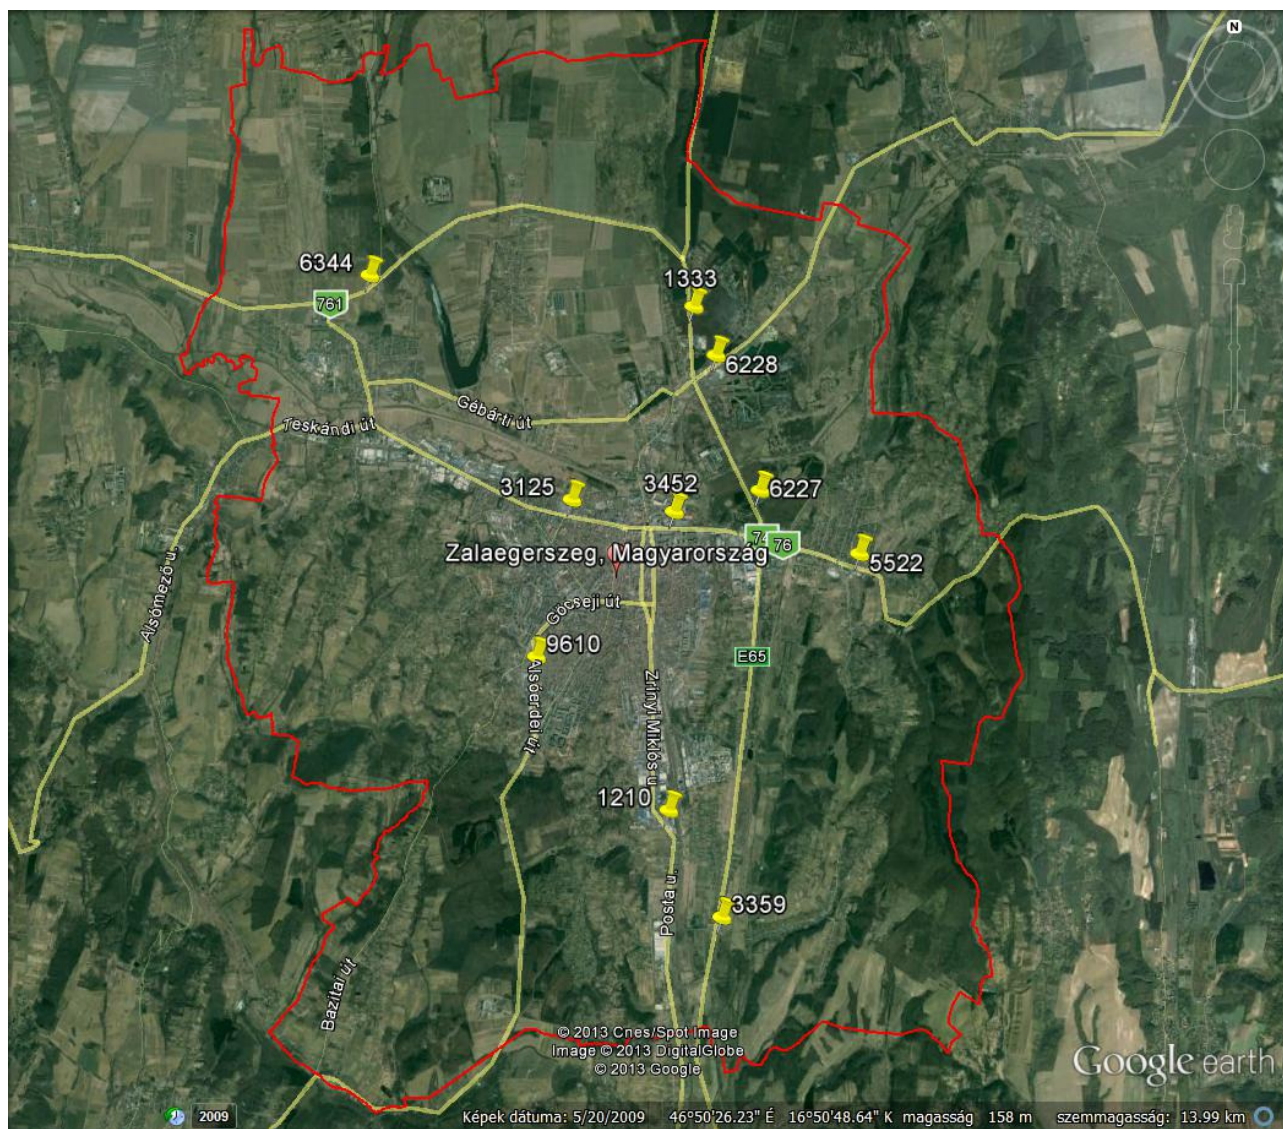 N
6344
761
1333
6228
Gébárti út
Teskándi út
3125
3452
6227
74
76
Zalaegerszeg, Magyarország
5522
Alsómező u.
Göcseji út
9610
E65
Alsóerdei út
Zrínyi Miklós u.
1210
Posta u.
3359
Bazitai út
© 2013 Cnes/Spot Image
Image © 2013 DigitalGlobe
© 2013 Google
Google earth
2009
Képek dátuma: 5/20/2009 46°50'26.23" É 16°50'48.64" K magasság 158 m szemmagasság: 13.99 km